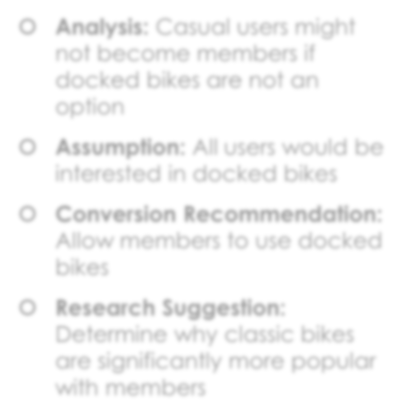 Analysis: Casual users might
not become members if
docked bikes are not an
option
Assumption: All users would be
interested in docked bikes
Conversion Recommendation:
Allow members to use docked
bikes
Research Suggestion:
Determine why classic bikes
are significantly more popular
with members